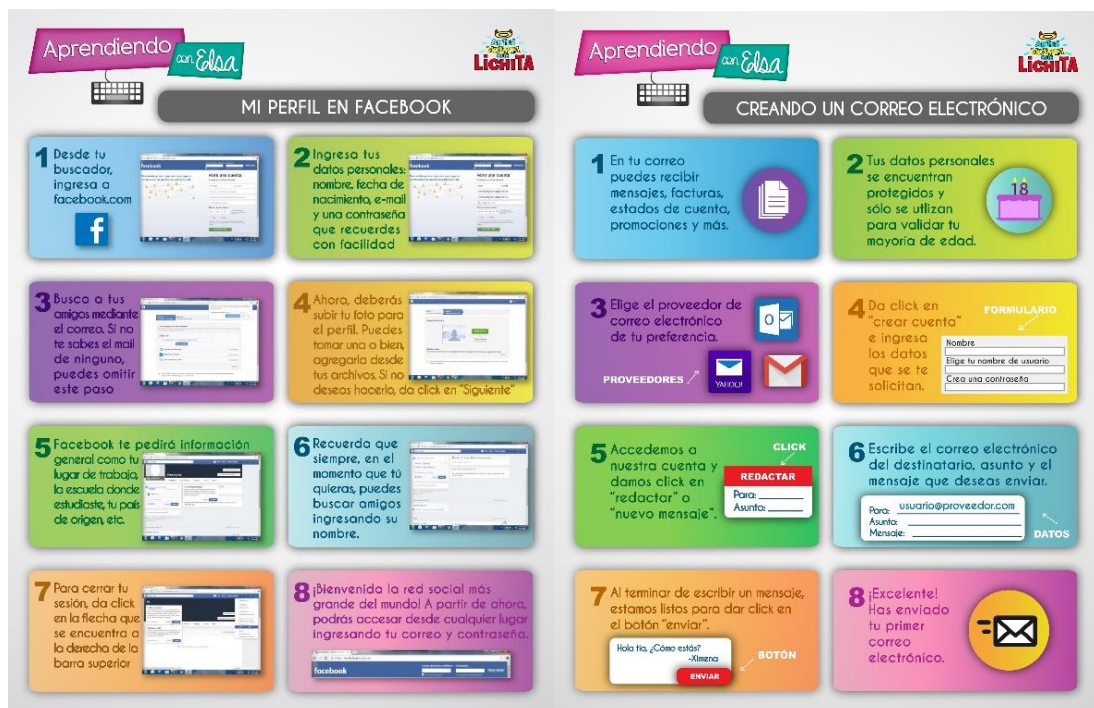 Aprendiendo
con Elsa
LICHITA
MI PERFIL EN FACEBOOK
1 Desde tu
buscador,
ingresa a
facebook.com
f
2 Ingresa tus
datos personales:
nombre, fecha de
nacimiento, e-mail
y una contraseña
que recuerdes
con facilidad
3 Busca a tus
amigos mediante
el correo. Si no
te sabes el mail
de ninguno,
puedes omitir
este paso
4 Ahora, deberás
subir tu foto para
el perfil. Puedes
tomar una o bien,
agregarla desde
tus archivos. Si no
deseas hacerlo, da click en "Siguiente"
5 Facebook te pedirá información
general como tu
lugar de trabajo,
la escuela donde
estudiaste, tu país
de origen, etc.
6 Recuerda que
siempre, en el
momento que tú
quieras, puedes
buscar amigos
ingresando su
nombre.
7 Para cerrar tu
sesión, da click
en la flecha que
se encuentra a
la derecha de la
barra superior
8 ¡Bienvenida la red social más
grande del mundo! A partir de ahora,
podrás accesar desde cualquier lugar
ingresando tu correo y contraseña.
facebook
Aprendiendo
con Elsa
LICHITA
CREANDO UN CORREO ELECTRÓNICO
1 En tu correo
puedes recibir
mensajes, facturas,
estados de cuenta,
promociones y más.
2 Tus datos personales
se encuentran
protegidos y
sólo se utlizan
para validar tu
mayoría de edad.
18
3 Elige el proveedor de
correo electrónico
de tu preferencia.
PROVEEDORES
YAHOO!
4 Da click en
"crear cuenta"
e ingresa
los datos
que se te
solicitan.
FORMULARIO
Nombre
Elige tu nombre de usuario
Crea una contraseña
5 Accedemos a
nuestra cuenta y
damos click en
"redactar" o
"nuevo mensaje".
CLICK
REDACTAR
Para:
Asunto:
6 Escribe el correo electrónico
del destinatario, asunto y el
mensaje que deseas enviar.
Para: usuario@proveedor.com
Asunto:
Mensaje:
DATOS
7 Al terminar de escribir un mensaje,
estamos listos para dar click en
el botón "enviar".
Hola tía, ¿Cómo estás?
-Ximena
ENVIAR
BOTÓN
8 ¡Excelente!
Has enviado
tu primer
correo
electrónico.